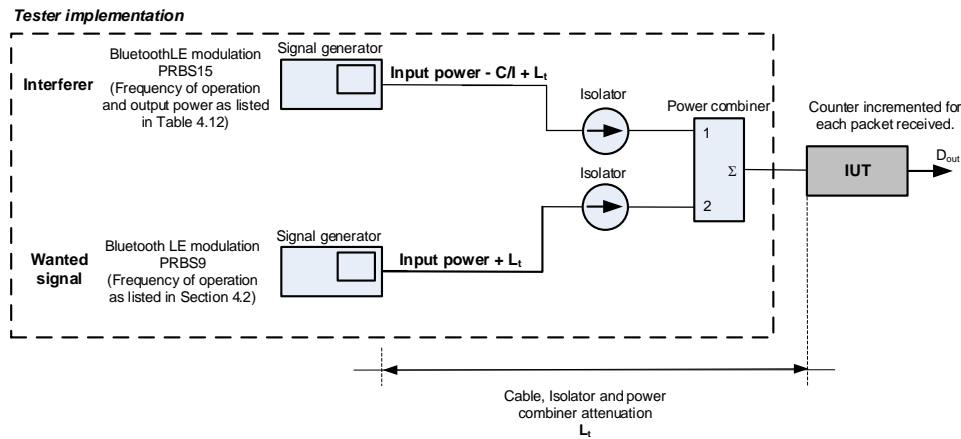 Tester implementation
Interferer
BluetoothLE modulation
PRBS15
(Frequency of operation
and output power as listed
in Table 4.12)
Signal generator
Input power - C/I + Lt
Isolator
Power combiner
1
Σ
2
Counter incremented for
each packet received.
IUT
Dout
Isolator
Wanted
signal
Bluetooth LE modulation
PRBS9
(Frequency of operation
as listed in Section 4.2)
Signal generator
Input power + Lt
Cable, Isolator and power
combiner attenuation
Lt